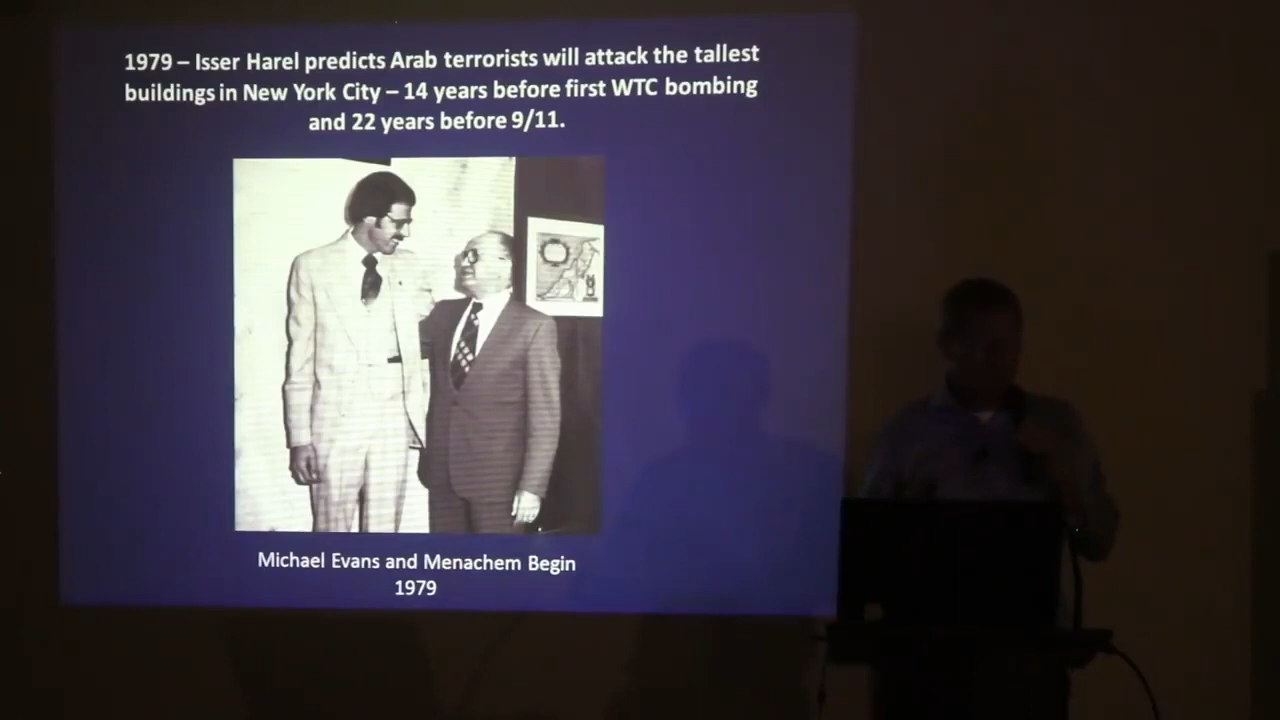 1979 – Isser Harel predicts Arab terrorists will attack the tallest
buildings in New York City – 14 years before first WTC bombing
and 22 years before 9/11.
Michael Evans and Menachem Begin
1979